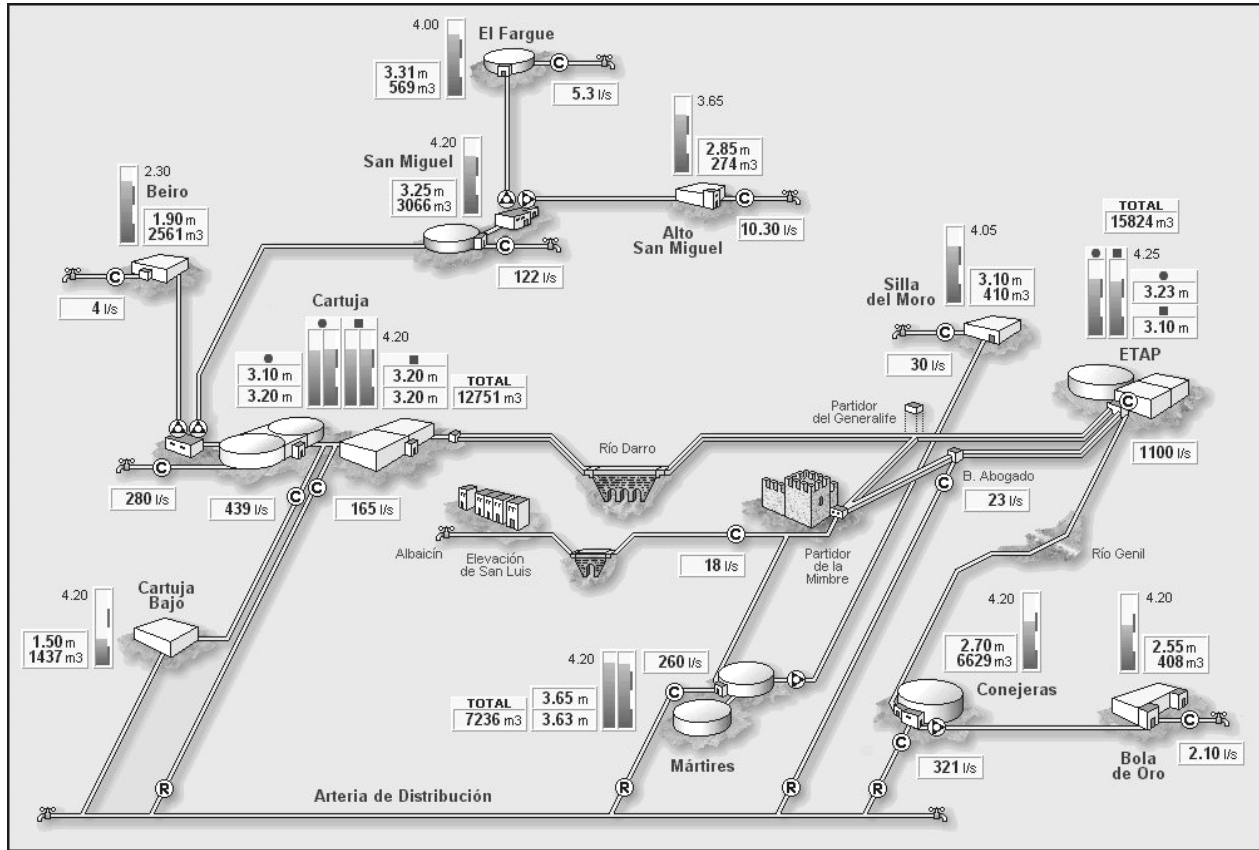 4.00
El Fargue
3.31 m
569 m3
C
5.3 l/s
4.20
San Miguel
3.25 m
3066 m3
C
122 l/s
3.65
2.85 m
274 m3
C
Alto
San Miguel
10.30 l/s
2.30
Beiro
1.90 m
2561 m3
C
4 l/s
Cartuja
4.20
3.10 m
3.20 m
3.20 m
3.20 m
TOTAL
12751 m3
C
280 l/s
439 l/s
C
C
165 l/s
4.05
Silla
del Moro
3.10 m
410 m3
C
30 l/s
TOTAL
15824 m3
4.25
3.23 m
3.10 m
ETAP
C
1100 l/s
Partidor
del Generalife
Río Darro
B. Abogado
C
23 l/s
Albaicín
Elevación
de San Luis
C
18 l/s
Partidor
de la
Mimbre
Río Genil
4.20
Cartuja
Bajo
1.50 m
1437 m3
4.20
260 l/s
TOTAL
7236 m3
3.65 m
3.63 m
C
Mártires
4.20
2.70 m
6629 m3
Conejeras
C
321 l/s
4.20
2.55 m
408 m3
C
Bola
de Oro
2.10 l/s
R
R
R
R
Arteria de Distribución